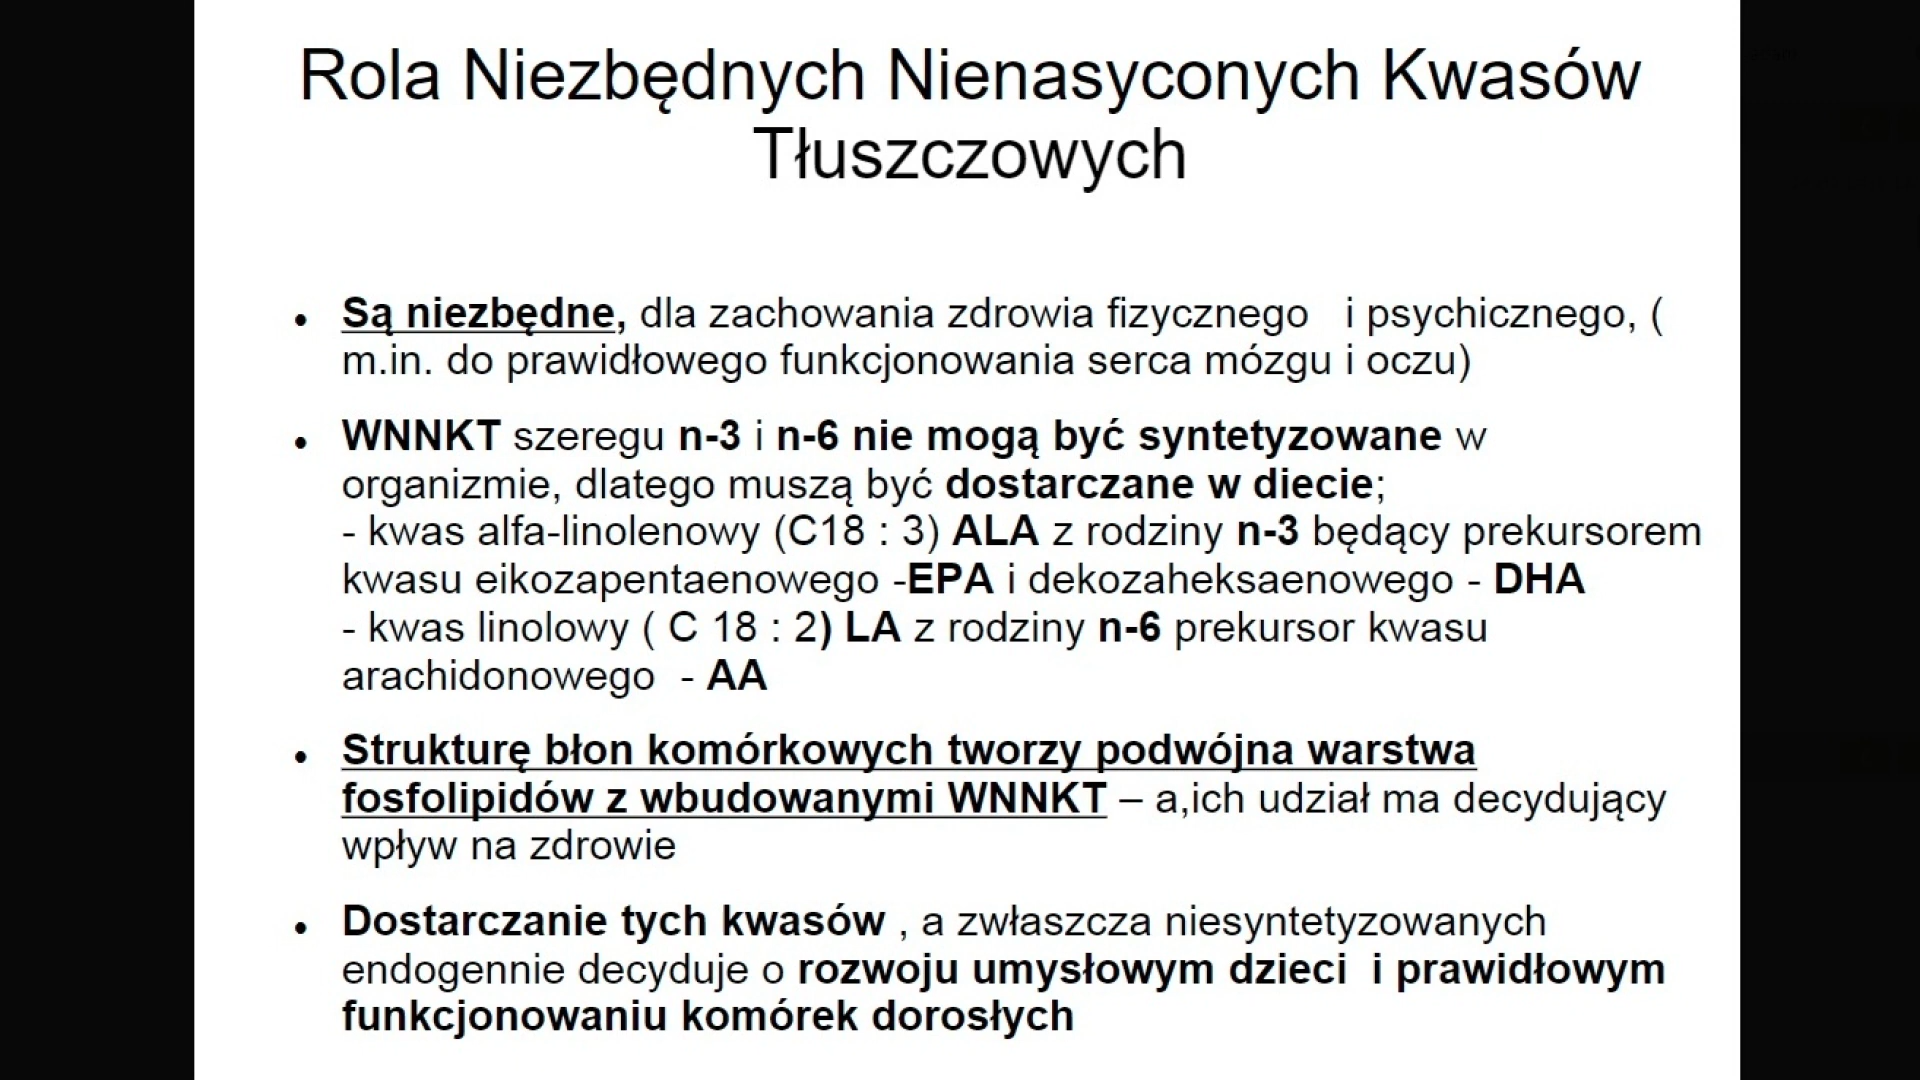 Rola Niezbędnych Nienasyconych Kwasów
Tłuszczowych
• Są niezbędne, dla zachowania zdrowia fizycznego i psychicznego, (
m.in. do prawidłowego funkcjonowania serca mózgu i oczu)
• WNNKT szeregu n-3 i n-6 nie mogą być syntetyzowane w
organizmie, dlatego muszą być dostarczane w diecie;
- kwas alfa-linolenowy (C18 : 3) ALA z rodziny n-3 będący prekursorem
kwasu eikozapentaenowego -EPA i dekozaheksaenowego - DHA
- kwas linolowy ( C 18 : 2) LA z rodziny n-6 prekursor kwasu
arachidonowego - AA
• Strukturę błon komórkowych tworzy podwójna warstwa
fosfolipidów z wbudowanymi WNNKT – a,ich udział ma decydujący
wpływ na zdrowie
• Dostarczanie tych kwasów , a zwłaszcza niesyntetyzowanych
endogennie decyduje o rozwoju umysłowym dzieci i prawidłowym
funkcjonowaniu komórek dorosłych